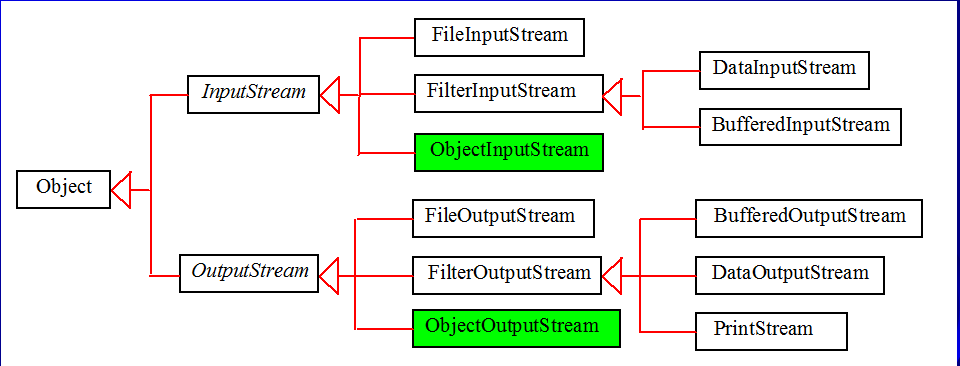 FileInputStream
InputStream
FilterInputStream
DataInputStream
BufferedInputStream
ObjectInputStream
Object
FileOutputStream
BufferedOutputStream
OutputStream
FilterOutputStream
DataOutputStream
ObjectOutputStream
PrintStream